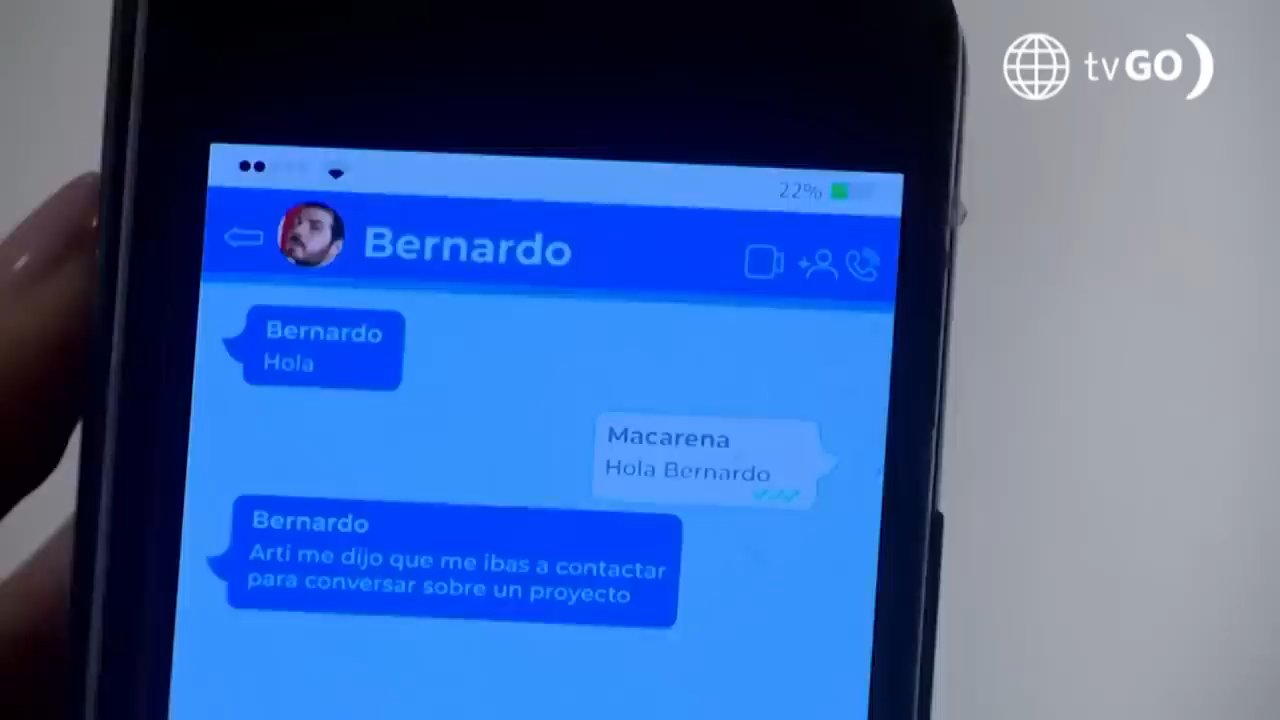 tvGO
22%
Bernardo
Bernardo
Hola
Macarena
Hola Bernardo
Bernardo
Arti me dijo que me ibas a contactar
para conversar sobre un proyecto